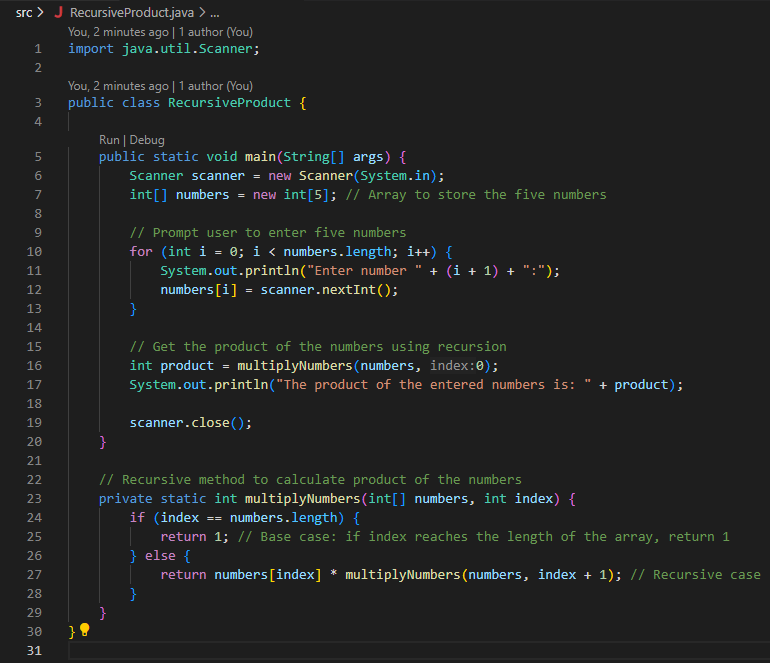 src > J RecursiveProduct.java > ...
You, 2 minutes ago | 1 author (You)
1 import java.util.Scanner;
2
You, 2 minutes ago | 1 author (You)
3 public class RecursiveProduct {
4
Run | Debug
5 public static void main(String[] args) {
6 Scanner scanner = new Scanner(System.in);
7 int[] numbers = new int[5]; // Array to store the five numbers
8
9 // Prompt user to enter five numbers
10 for (int i = 0; i < numbers.length; i++) {
11 System.out.println("Enter number " + (i + 1) + ":");
12 numbers[i] = scanner.nextInt();
13 }
14
15 // Get the product of the numbers using recursion
16 int product = multiplyNumbers(numbers, index:0);
17 System.out.println("The product of the entered numbers is: " + product);
18
19 scanner.close();
20 }
21
22 // Recursive method to calculate product of the numbers
23 private static int multiplyNumbers(int[] numbers, int index) {
24 if (index == numbers.length) {
25 return 1; // Base case: if index reaches the length of the array, return 1
26 } else {
27 return numbers[index] * multiplyNumbers(numbers, index + 1); // Recursive case
28 }
29 }
30 }
31